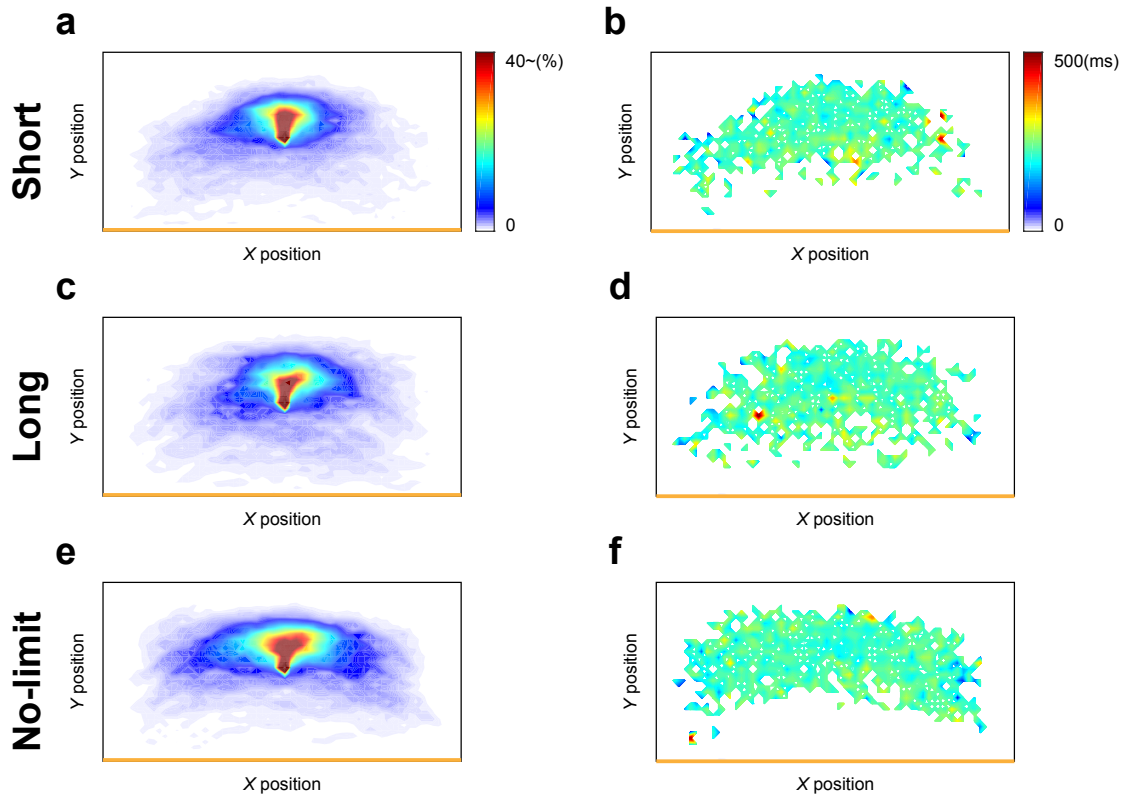 a
b
40~(%)
0
500(ms)
0
Short
Y position
X position
Y position
X position
c
d
Long
Y position
X position
Y position
X position
e
f
No-limit
Y position
X position
Y position
X position